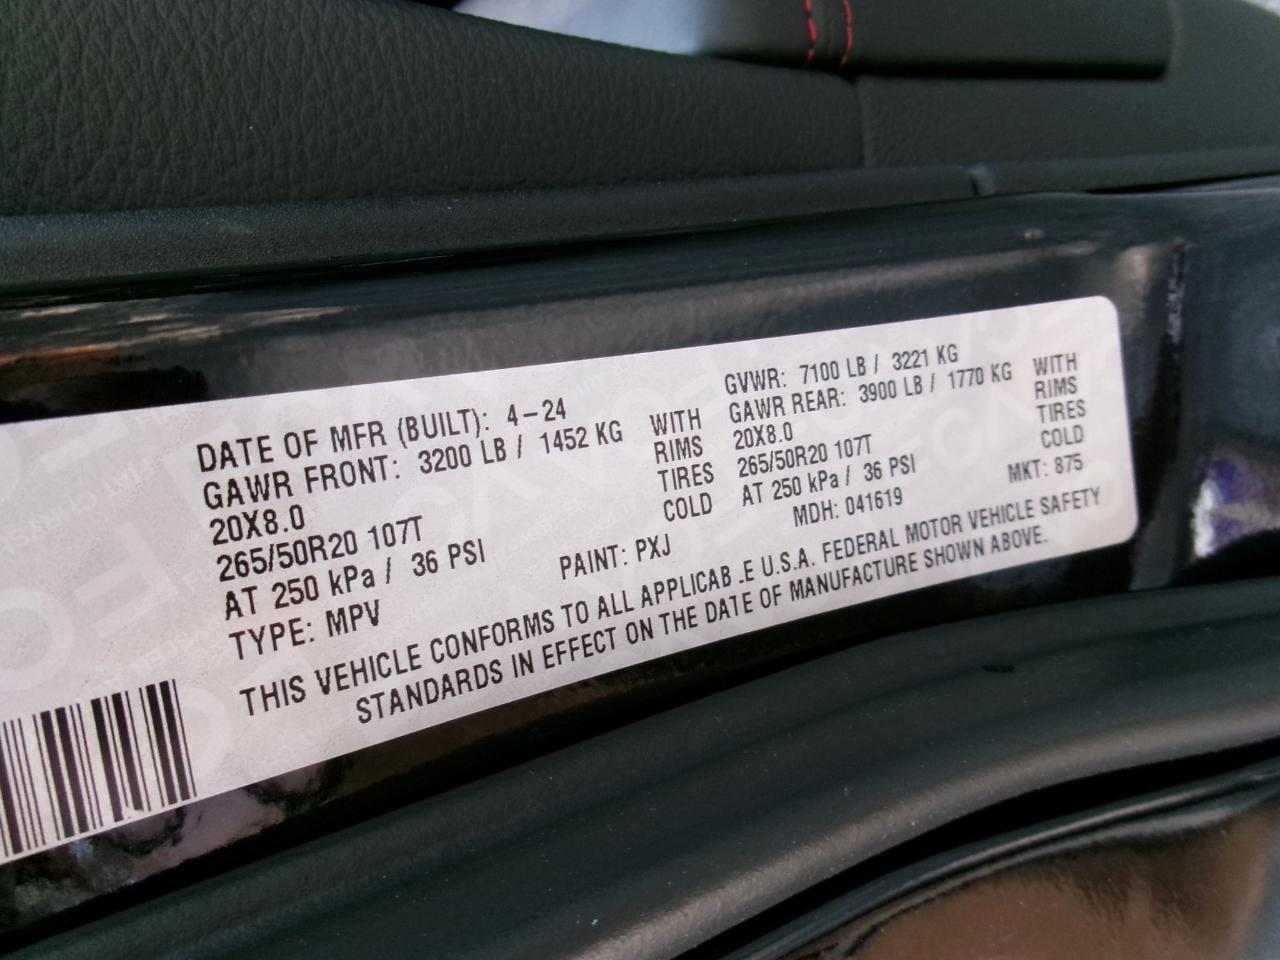 DATE OF MFR (BUILT): 4-24
GAWR FRONT: 3200 LB / 1452 KG WITH
20X8.0 RIMS
265/50R20 107T TIRES
AT 250 kPa / 36 PSI COLD
TYPE: MPV
GVWR: 7100 LB / 3221 KG
GAWR REAR: 3900 LB / 1770 KG WITH
20X8.0 RIMS
265/50R20 107T TIRES
AT 250 kPa / 36 PSI COLD
MDH: 041619 MKT: 875
PAINT: PXJ
THIS VEHICLE CONFORMS TO ALL APPLICAB .E U.S.A. FEDERAL MOTOR VEHICLE SAFETY
STANDARDS IN EFFECT ON THE DATE OF MANUFACTURE SHOWN ABOVE.